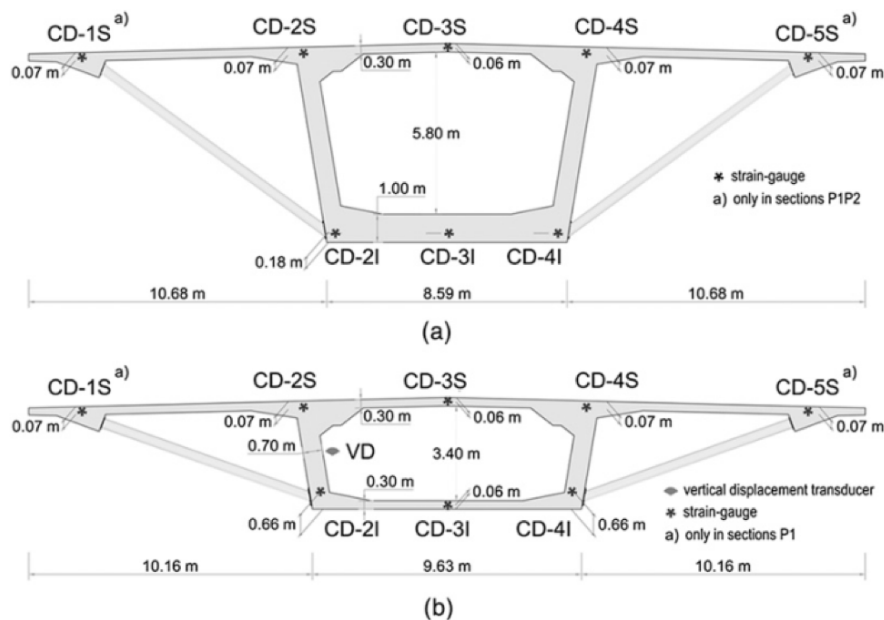 CD-1S a) CD-2S CD-3S CD-4S CD-5S a)
0.07 m 0.07 m 0.30 m 0.06 m 0.07 m 0.07 m
5.80 m
strain-gauge
1.00 m
a) only in sections P1P2
0.18 m CD-2I CD-3I CD-4I
10.68 m 8.59 m 10.68 m
(a)
CD-1S a) CD-2S CD-3S CD-4S CD-5S a)
0.07 m 0.07 m 0.30 m 0.06 m 0.07 m 0.07 m
0.70 m VD 3.40 m
0.30 m 0.06 m
vertical displacement transducer
strain-gauge
0.66 m CD-2I CD-3I CD-4I 0.66 m
a) only in sections P1
10.16 m 9.63 m 10.16 m
(b)